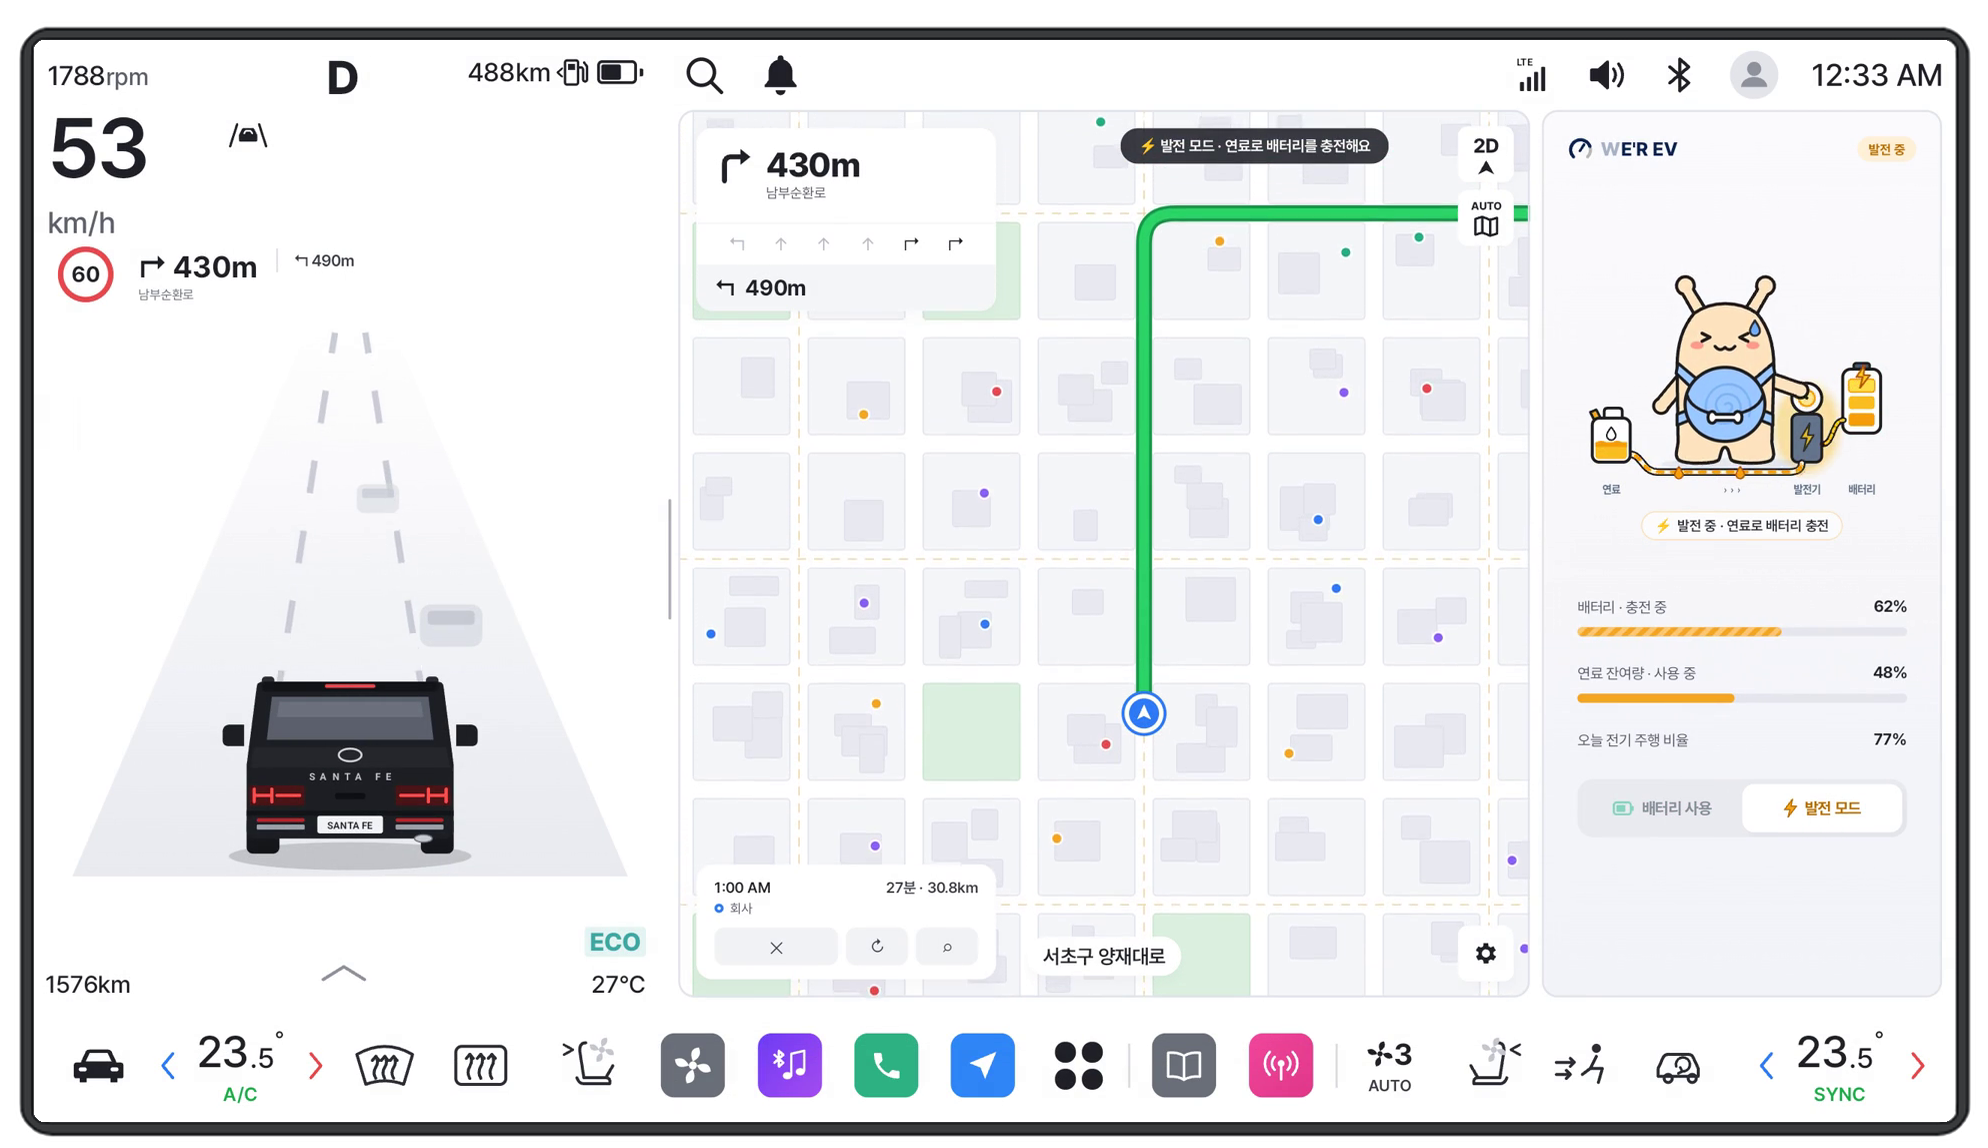 1788rpm
D
488km
LTE
12:33 AM
53
km/h
60
430m
490m
남부순환로
SANTA FE
SANTA FE
ECO
1576km
27°C
430m
남부순환로
490m
⚡ 발전 모드 · 연료로 배터리를 충전해요
2D
AUTO
1:00 AM
27분 · 30.8km
회사
서초구 양재대로
WE'R EV
발전 중
연료
› › ›
발전기
배터리
⚡ 발전 중 · 연료로 배터리 충전
배터리 · 충전 중
62%
연료 잔여량 · 사용 중
48%
오늘 전기 주행 비율
77%
배터리 사용
발전 모드
23.5°
A/C
3
AUTO
23.5°
SYNC